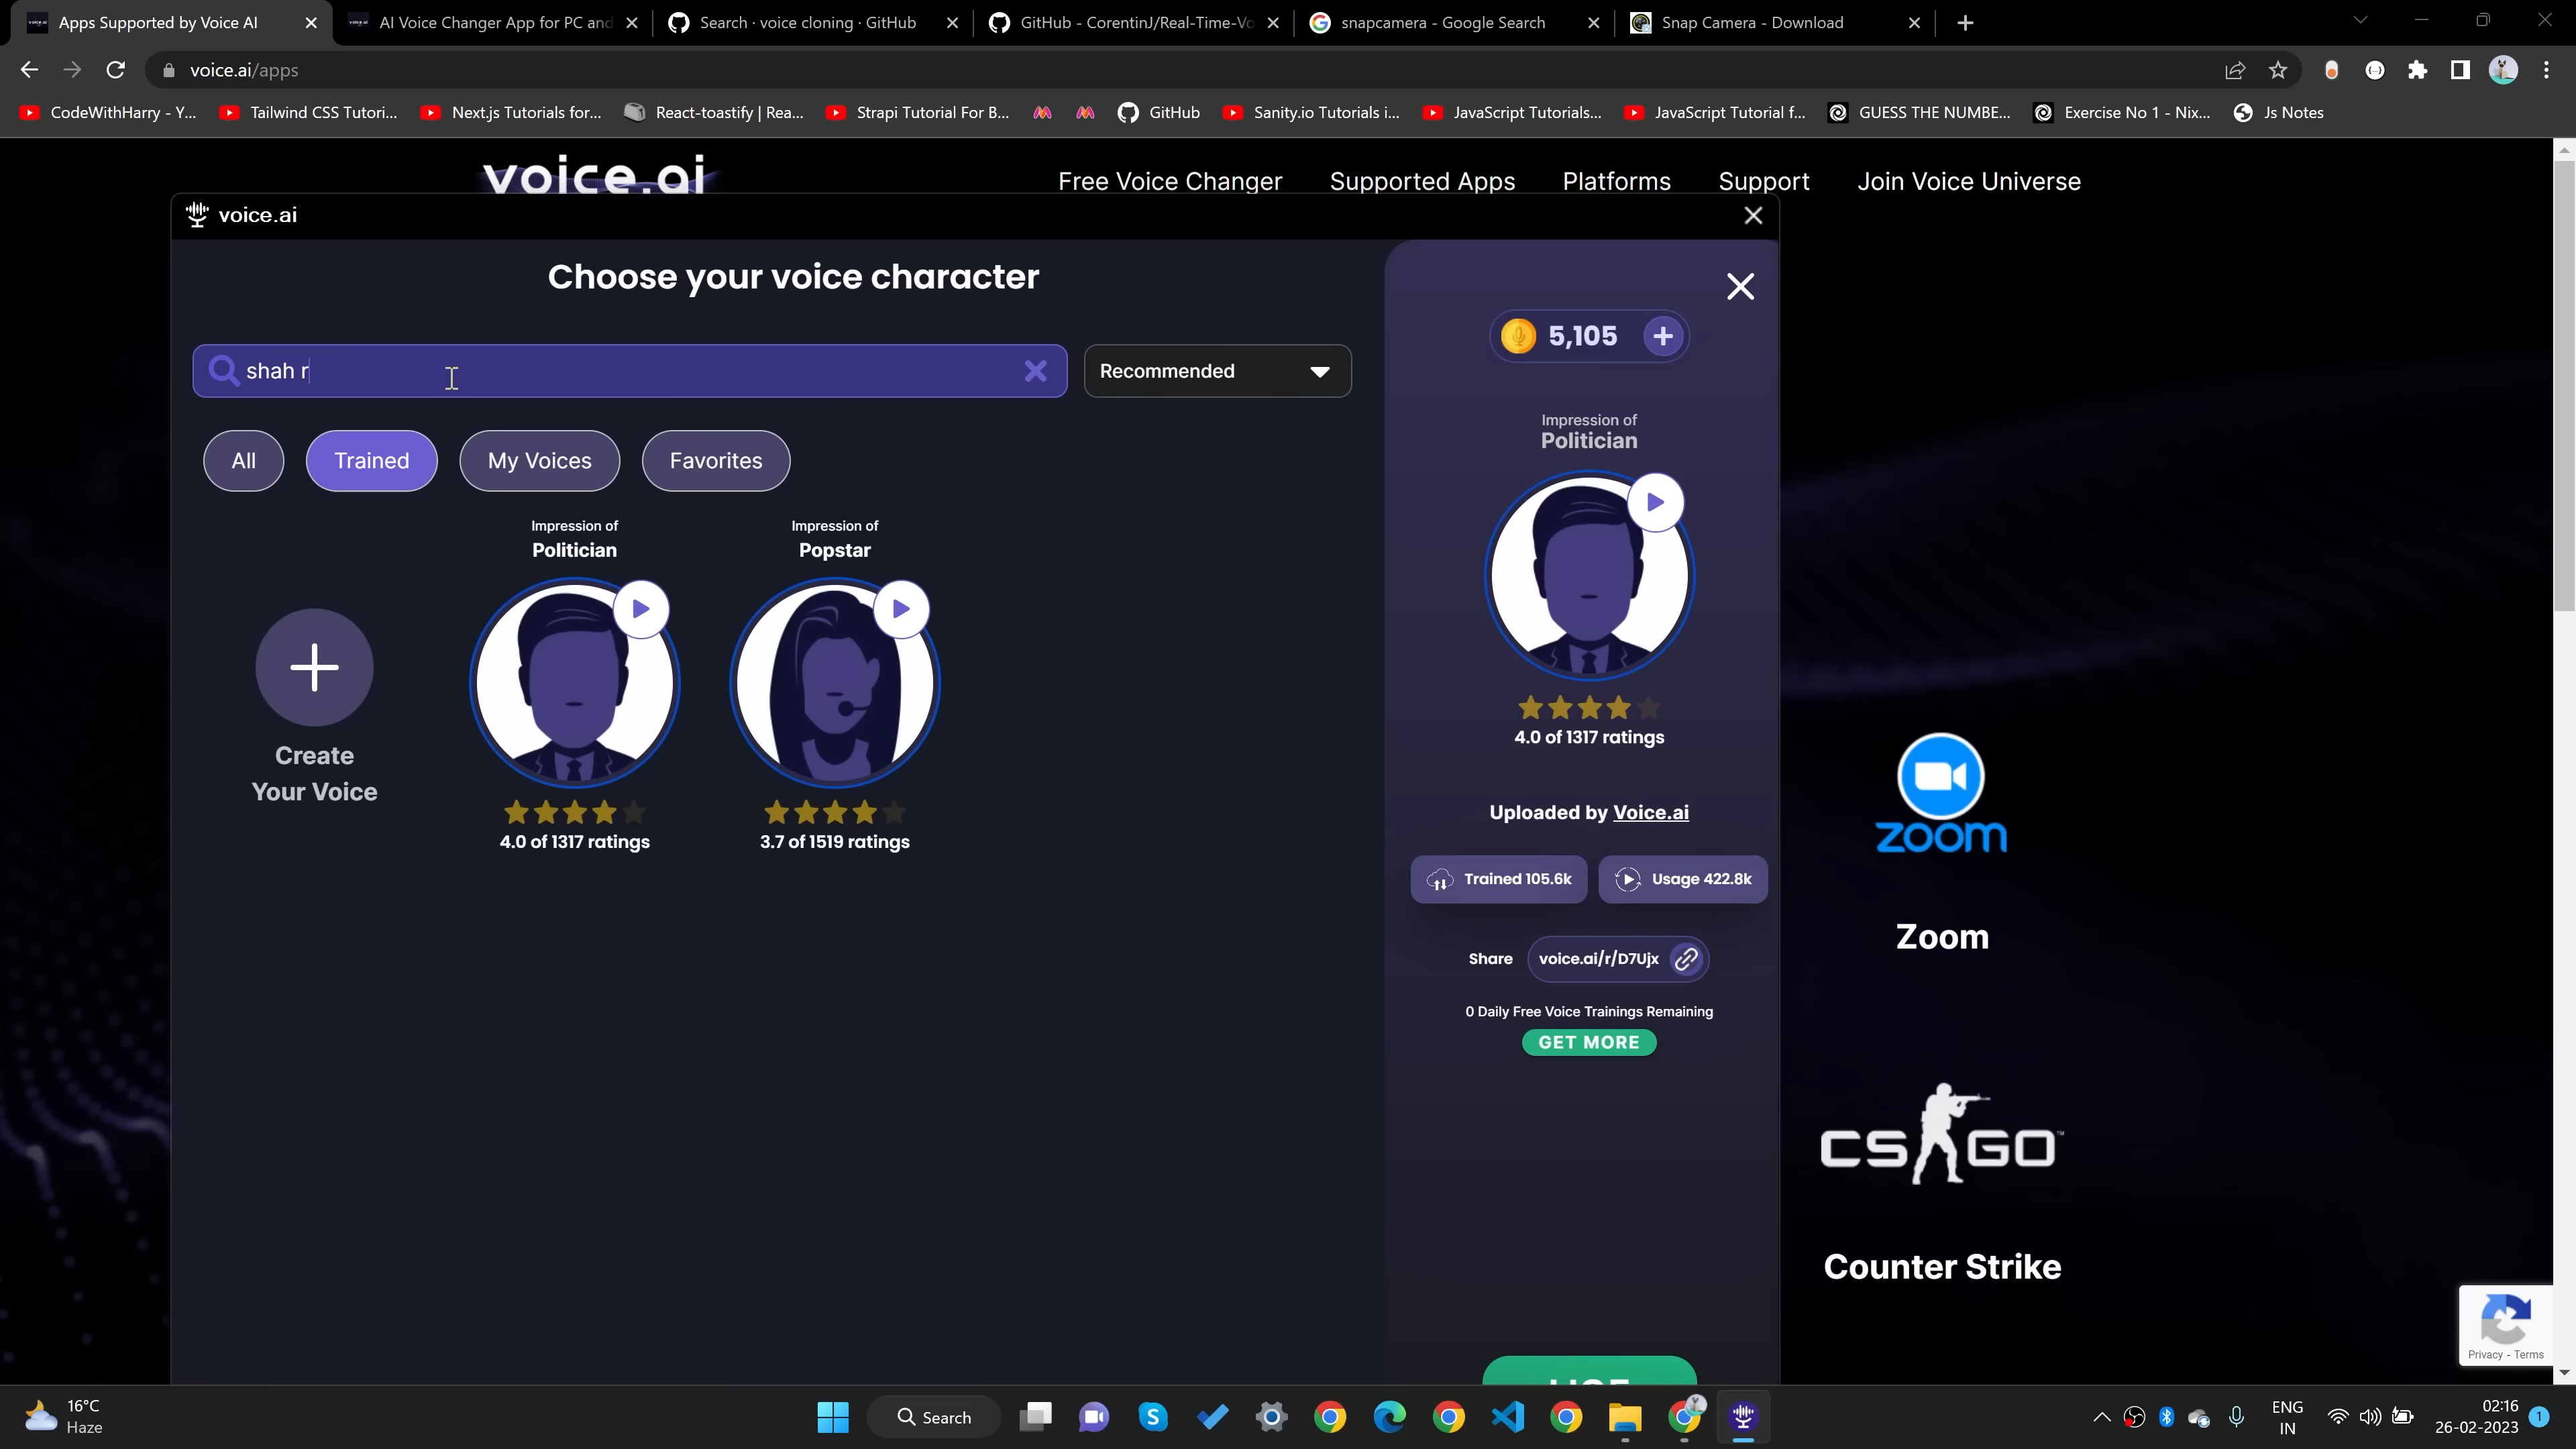 Apps Supported by Voice AI
AI Voice Changer App for PC and
Search · voice cloning · GitHub
GitHub - CorentinJ/Real-Time-Vo
snapcamera - Google Search
Snap Camera - Download
voice.ai/apps
CodeWithHarry - Y...
Tailwind CSS Tutori...
Next.js Tutorials for...
React-toastify | Rea...
Strapi Tutorial For B...
GitHub
Sanity.io Tutorials i...
JavaScript Tutorials...
JavaScript Tutorial f...
GUESS THE NUMBE...
Exercise No 1 - Nix...
Js Notes
voice.ai
Free Voice Changer
Supported Apps
Platforms
Support
Join Voice Universe
voice.ai
Choose your voice character
shah r
Recommended
All
Trained
My Voices
Favorites
Create
Your Voice
Impression of
Politician
4.0 of 1317 ratings
Impression of
Popstar
3.7 of 1519 ratings
5,105
Impression of
Politician
4.0 of 1317 ratings
Uploaded by Voice.ai
Trained 105.6k
Usage 422.8k
Share
voice.ai/r/D7Ujx
0 Daily Free Voice Trainings Remaining
GET MORE
USE
zoom
Zoom
CS GO
Counter Strike
Privacy - Terms
16°C
Haze
Search
ENG
IN
02:16
26-02-2023
1